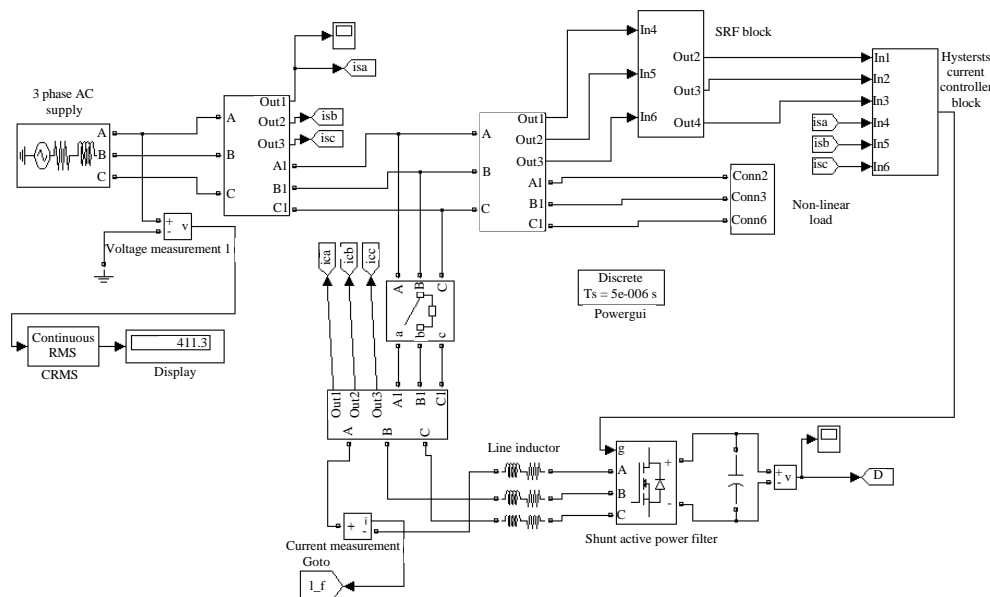 3 phase AC
supply
A
B
C
A
B
C
Out1
Out2
Out3
A1
B1
C1
isa
isb
isc
A
B
C
Out1
Out2
Out3
A1
B1
C1
In4
In5
In6
Out2
Out3
Out4
SRF block
In1
In2
In3
In4
In5
In6
isa
isb
isc
Hystersts
current
controller
block
Conn2
Conn3
Conn6
Non-linear
load
+
-
v
Voltage measurement 1
Continuous
RMS
CRMS
411.3
Display
ica
icb
icc
A
B
C
a
b
c
Out1
Out2
Out3
A1
B1
C1
A
B
C
Discrete
Ts = 5e-006 s
Powergui
Line inductor
+
-
i
Current measurement
Goto
1_f
g
A
B
C
+
-
Shunt active power filter
+
-
v
D